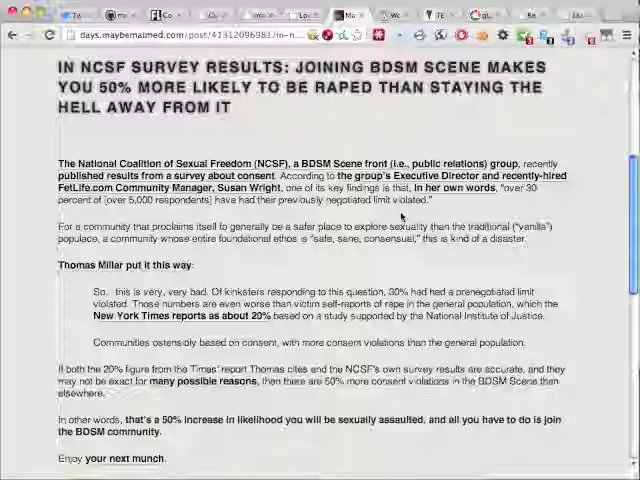 days.maybemaimed.com/post/41312096983/in-n
IN NCSF SURVEY RESULTS: JOINING BDSM SCENE MAKES
YOU 50% MORE LIKELY TO BE RAPED THAN STAYING THE
HELL AWAY FROM IT
The National Coalition of Sexual Freedom (NCSF), a BDSM Scene front (i.e., public relations) group, recently
published results from a survey about consent. According to the group's Executive Director and recently-hired
FetLife.com Community Manager, Susan Wright, one of its key findings is that, in her own words, “over 30
percent of [over 5,000 respondents] have had their previously negotiated limit violated.”
For a community that proclaims itself to generally be a safer place to explore sexuality than the traditional (“vanilla”)
populace, a community whose entire foundational ethos is “safe, sane, consensual,” this is kind of a disaster.
Thomas Millar put it this way:
So, this is very, very bad. Of kinksters responding to this question, 30% had had a prenegotiated limit
violated. Those numbers are even worse than victim self-reports of rape in the general population, which the
New York Times reports as about 20% based on a study supported by the National Institute of Justice.
Communities ostensibly based on consent, with more consent violations than the general population.
If both the 20% figure from the Times' report Thomas cites and the NCSF's own survey results are accurate, and they
may not be exact for many possible reasons, then there are 50% more consent violations in the BDSM Scene than
elsewhere.
In other words, that's a 50% increase in likelihood you will be sexually assaulted, and all you have to do is join
the BDSM community.
Enjoy your next munch.